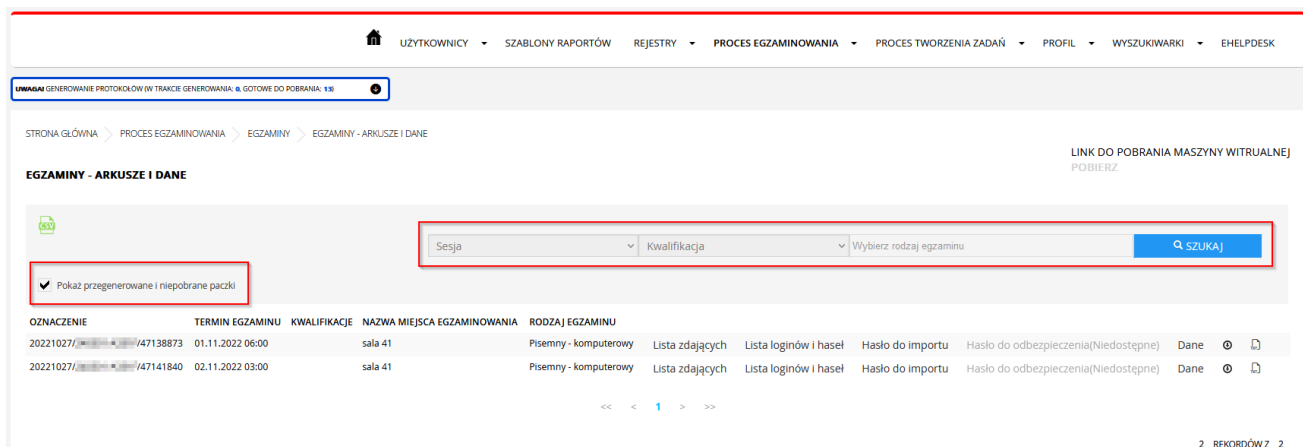 UŻYTKOWNICY SZABLONY RAPORTÓW REJESTRY PROCES EGZAMINOWANIA PROCES TWORZENIA ZADAŃ PROFIL WYSZUKIWARKI EHELPDESK
UWAGA! GENEROWANIE PROTOKOŁÓW (W TRAKCIE GENEROWANIA: 0, GOTOWE DO POBRANIA: 13)
STRONA GŁÓWNA PROCES EGZAMINOWANIA EGZAMINY EGZAMINY - ARKUSZE I DANE
LINK DO POBRANIA MASZYNY WITRUALNEJ
POBIERZ
EGZAMINY - ARKUSZE I DANE
CSV
Sesja Kwalifikacja Wybierz rodzaj egzaminu SZUKAJ
Pokaż przegenerowane i niepobrane paczki
OZNACZENIE TERMIN EGZAMINU KWALIFIKACJE NAZWA MIEJSCA EGZAMINOWANIA RODZAJ EGZAMINU
20221027/ /47138873 01.11.2022 06:00 sala 41 Pisemny - komputerowy Lista zdających Lista loginów i haseł Hasło do importu Hasło do odbezpieczenia(Niedostępne) Dane
20221027/ /47141840 02.11.2022 03:00 sala 41 Pisemny - komputerowy Lista zdających Lista loginów i haseł Hasło do importu Hasło do odbezpieczenia(Niedostępne) Dane
<< < 1 > >>
2 REKORDÓW Z 2